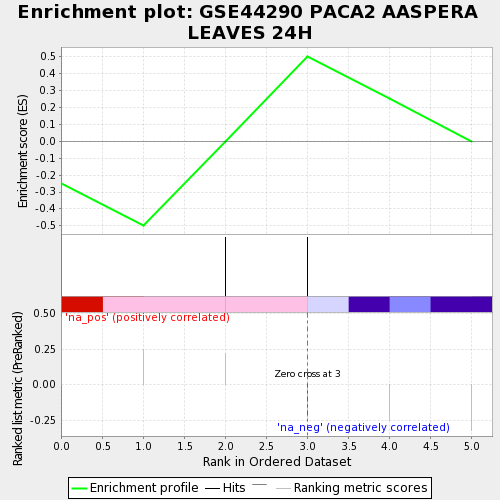 Enrichment plot: GSE44290 PACA2 AASPERA
LEAVES 24H
Enrichment score (ES)
0.5
0.4
0.3
0.2
0.1
0.0
-0.1
-0.2
-0.3
-0.4
-0.5
Ranked list metric (PreRanked)
0.50
0.25
0.00
-0.25
'na_pos' (positively correlated)
Zero cross at 3
'na_neg' (negatively correlated)
0.0 0.5 1.0 1.5 2.0 2.5 3.0 3.5 4.0 4.5 5.0
Rank in Ordered Dataset
Enrichment profile Hits Ranking metric scores